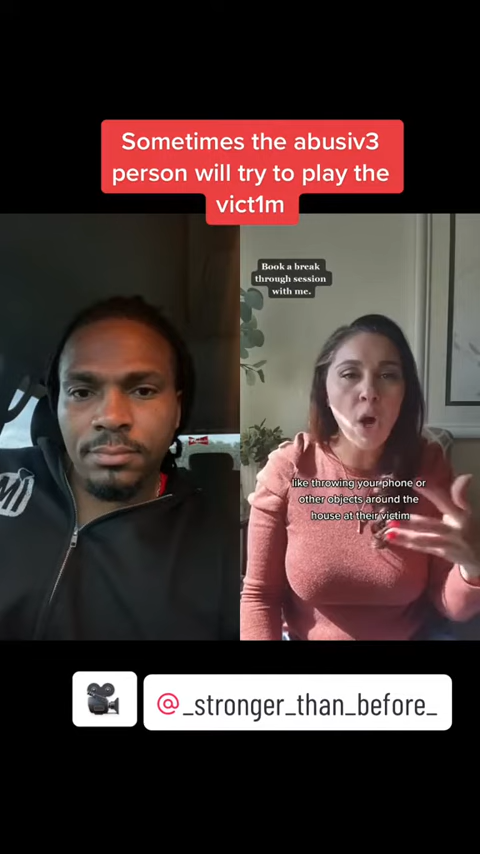 Sometimes the abusiv3
person will try to play the
vict1m
Book a break
through session
with me.
like throwing your phone or
other objects around the
house at their victim
@_stronger_than_before_